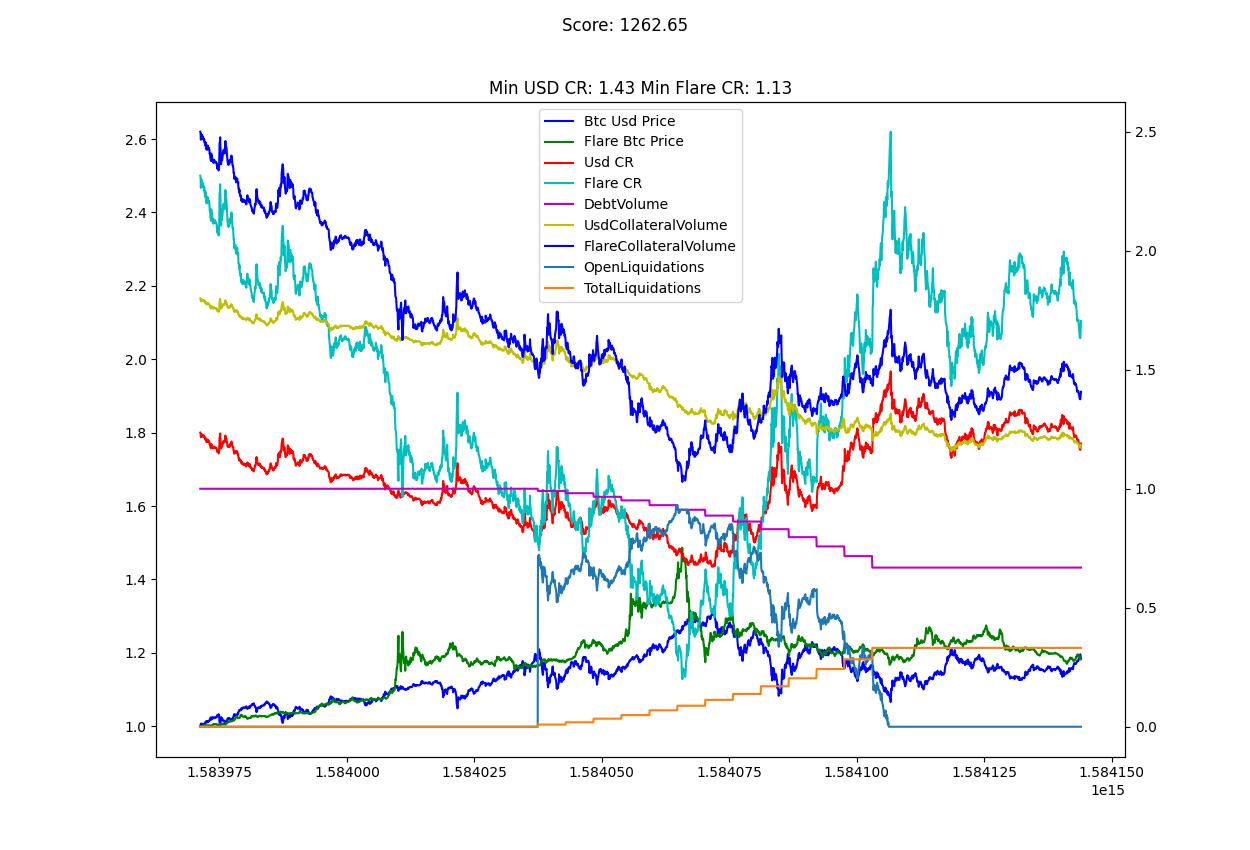 Score: 1262.65
Min USD CR: 1.43 Min Flare CR: 1.13
Btc Usd Price
Flare Btc Price
Usd CR
Flare CR
DebtVolume
UsdCollateralVolume
FlareCollateralVolume
OpenLiquidations
TotalLiquidations
2.6
2.4
2.2
2.0
1.8
1.6
1.4
1.2
1.0
2.5
2.0
1.5
1.0
0.5
0.0
1.583975 1.584000 1.584025 1.584050 1.584075 1.584100 1.584125 1.584150
1e15